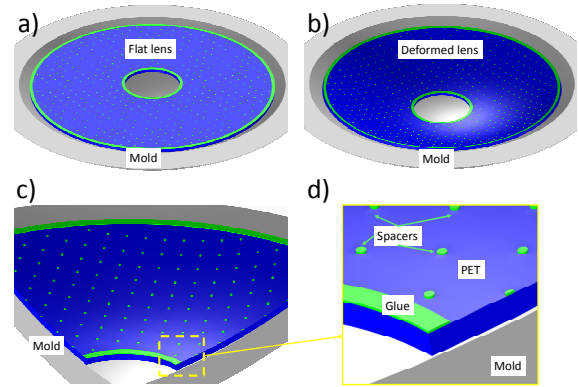 a)
Flat lens
Mold
b)
Deformed lens
Mold
c)
Mold
d)
Spacers
PET
Glue
Mold